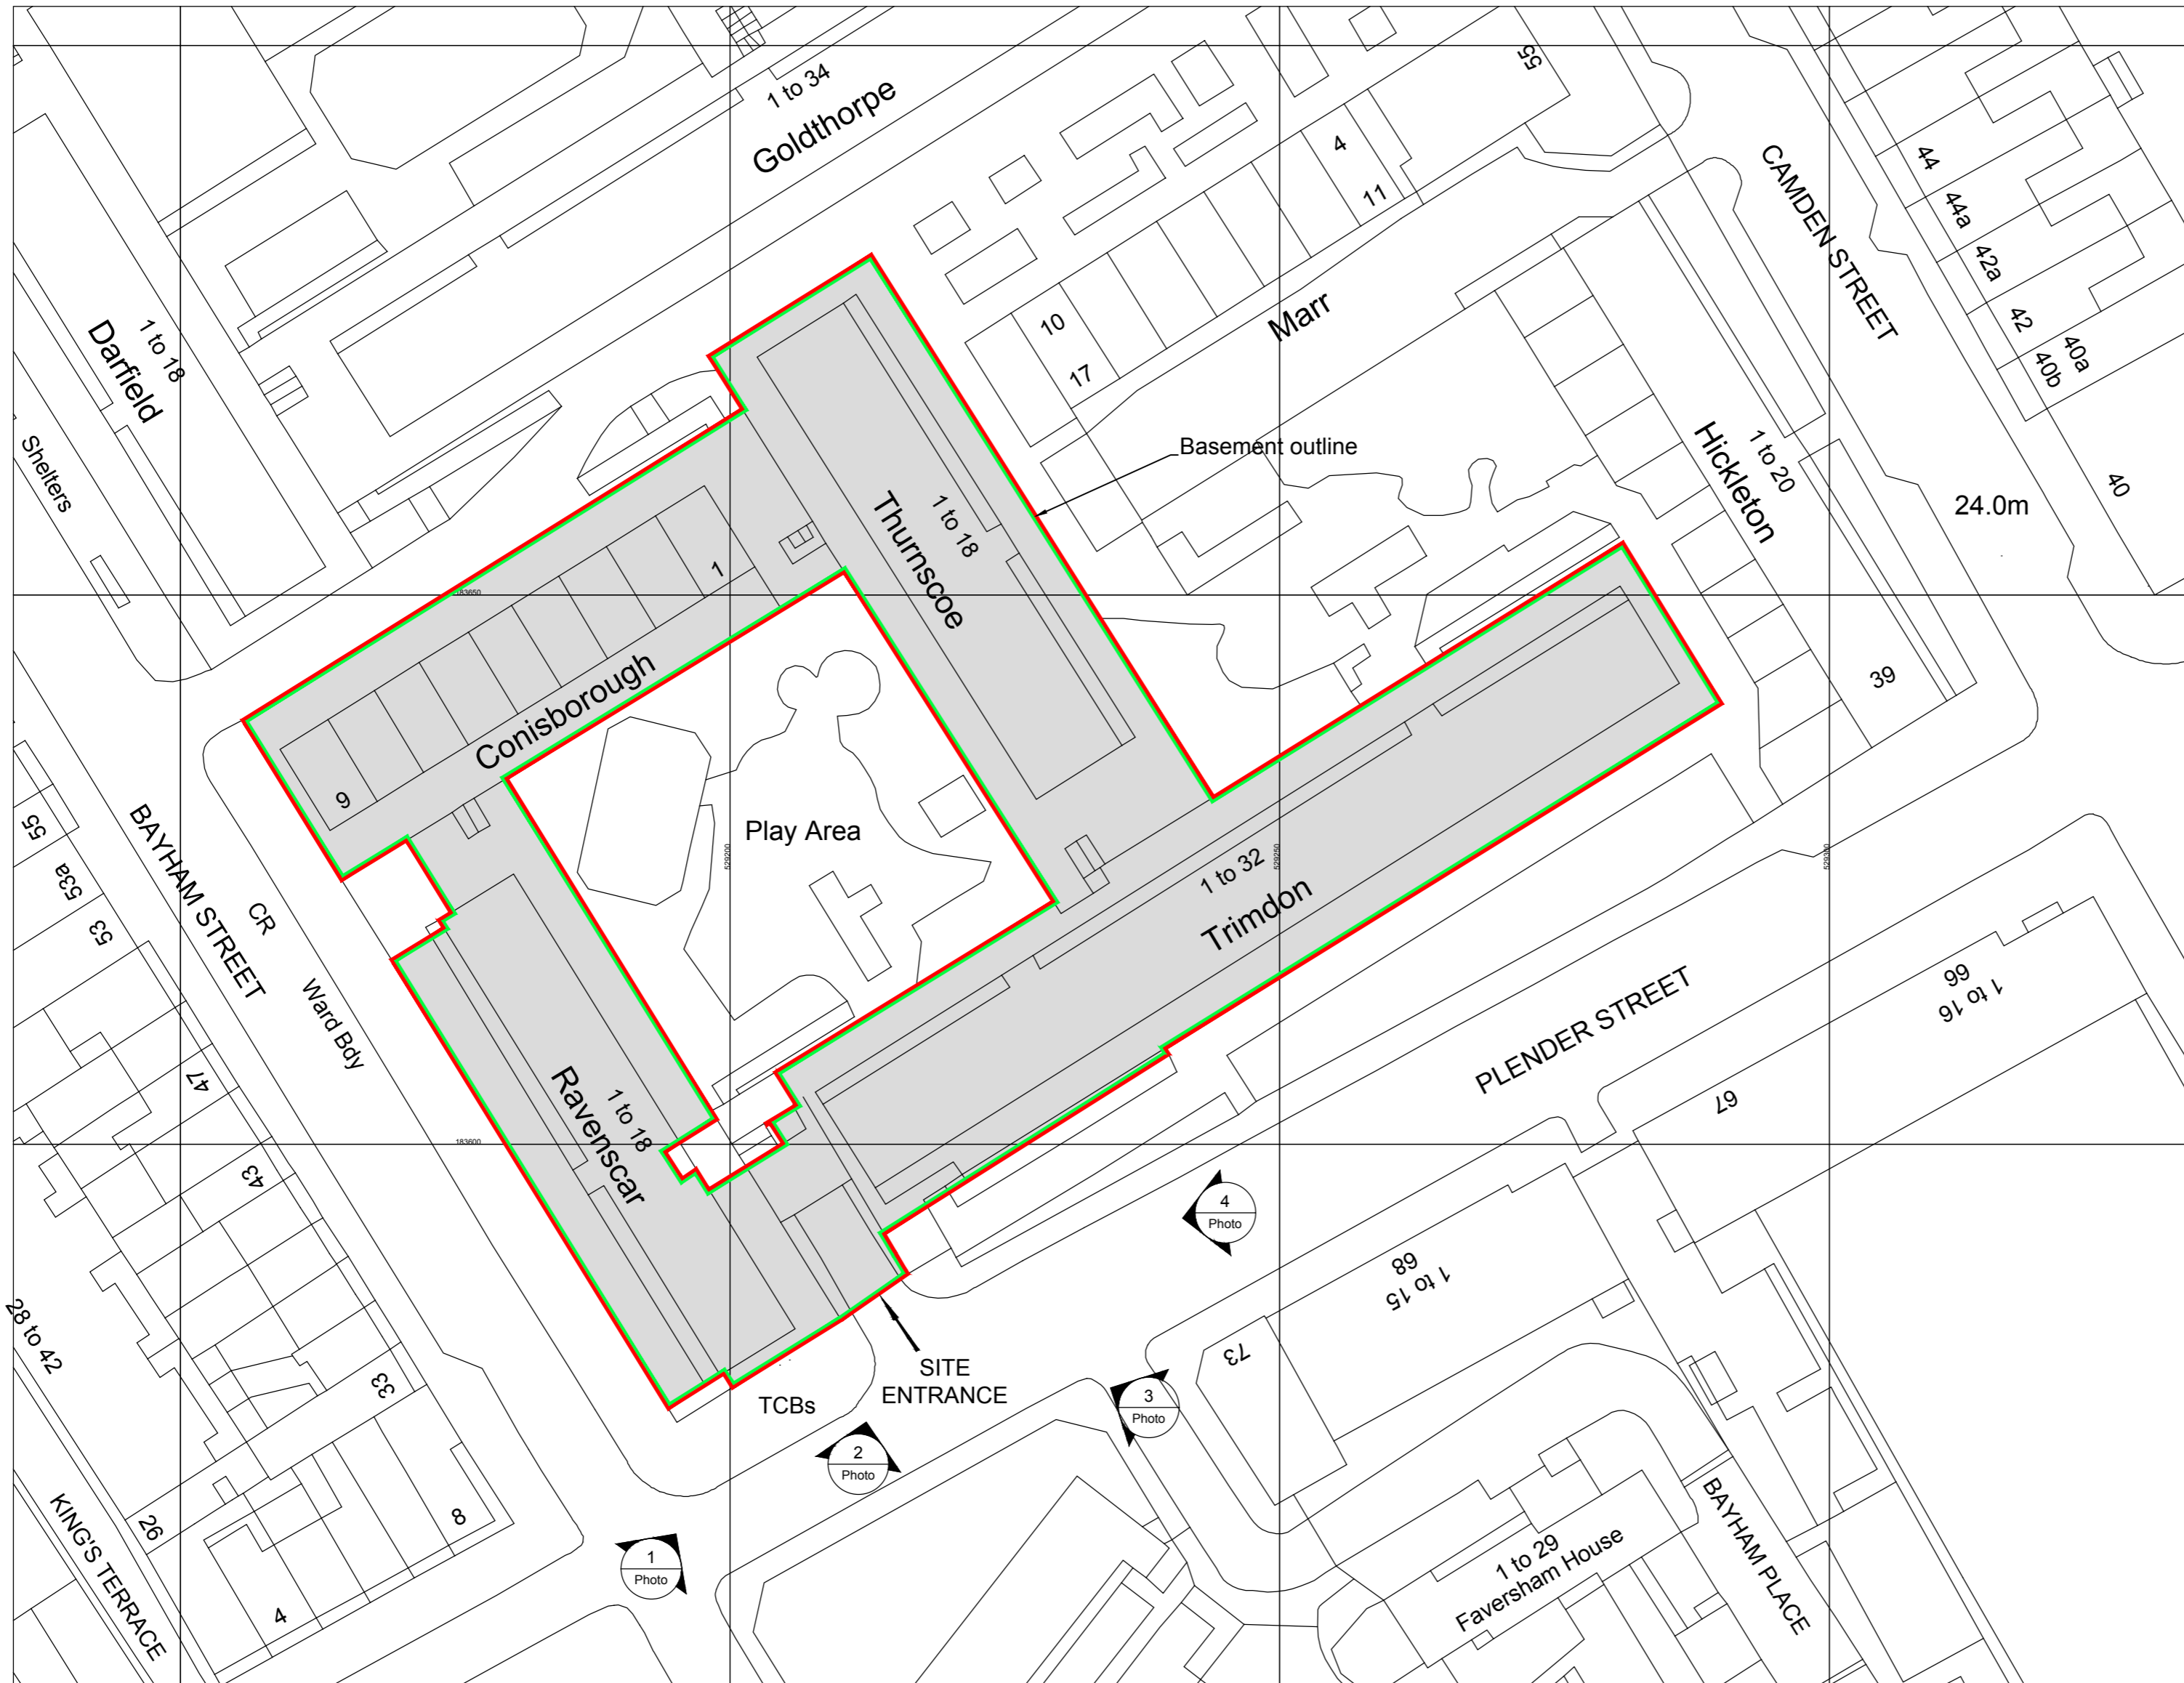 1 to 34
Goldthorpe
55
4
11
CAMDEN STREET
44
44a
42a
42
40a
40b
40
Darfield
1 to 18
10
17
Marr
Shelters
Basement outline
Hickleton
1 to 20
24.0m
Thurnscoe
1 to 18
1
183650
Conisborough
9
39
BAYHAM STREET
55
53a
53
CR
Ward Bdy
Play Area
529200
529250
529300
1 to 32
Trimdon
PLENDER STREET
66
1 to 16
67
47
43
Ravenscar
1 to 18
183600
4
Photo
68
1 to 15
73
28 to 42
33
SITE
ENTRANCE
TCBs
3
Photo
2
Photo
1
Photo
KING'S TERRACE
26
8
4
1 to 29
Faversham House
BAYHAM PLACE